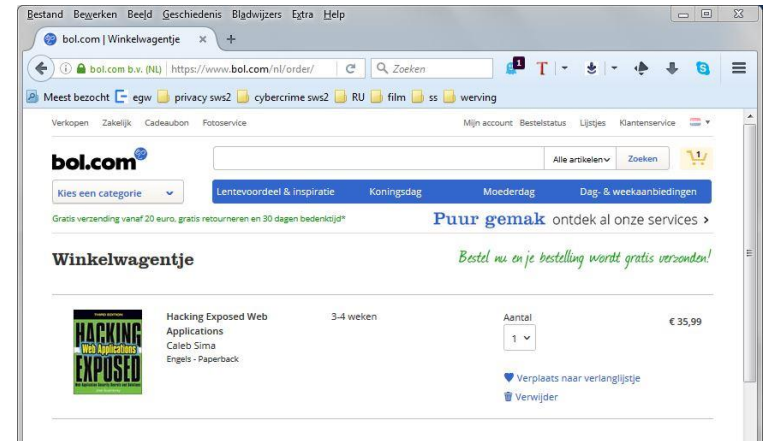 Bestand Bewerken Beeld Geschiedenis Bladwijzers Extra Help
bol.com | Winkelwagentje × +
bol.com b.v. (NL) https://www.bol.com/nl/order/ C Zoeken 1 T S
Meest bezocht egw privacy sws2 cybercrime sws2 RU film ss werving
Verkopen Zakelijk Cadeaubon Fotoservice Mijn account Bestelstatus Lijstjes Klantenservice
bol.com Alle artikelen Zoeken 1
Kies een categorie Lentevoordeel & inspiratie Koningsdag Moederdag Dag- & weekaanbiedingen
Gratis verzending vanaf 20 euro, gratis retourneren en 30 dagen bedenktijd* Puur gemak ontdek al onze services >
Winkelwagentje Bestel nu en je bestelling wordt gratis verzonden!
Hacking Exposed Web Applications 3-4 weken Aantal € 35,99
Caleb Sima 1
Engels - Paperback
THIRD EDITION
HACKING
Web Applications
EXPOSED
Verplaats naar verlanglijstje
Verwijder